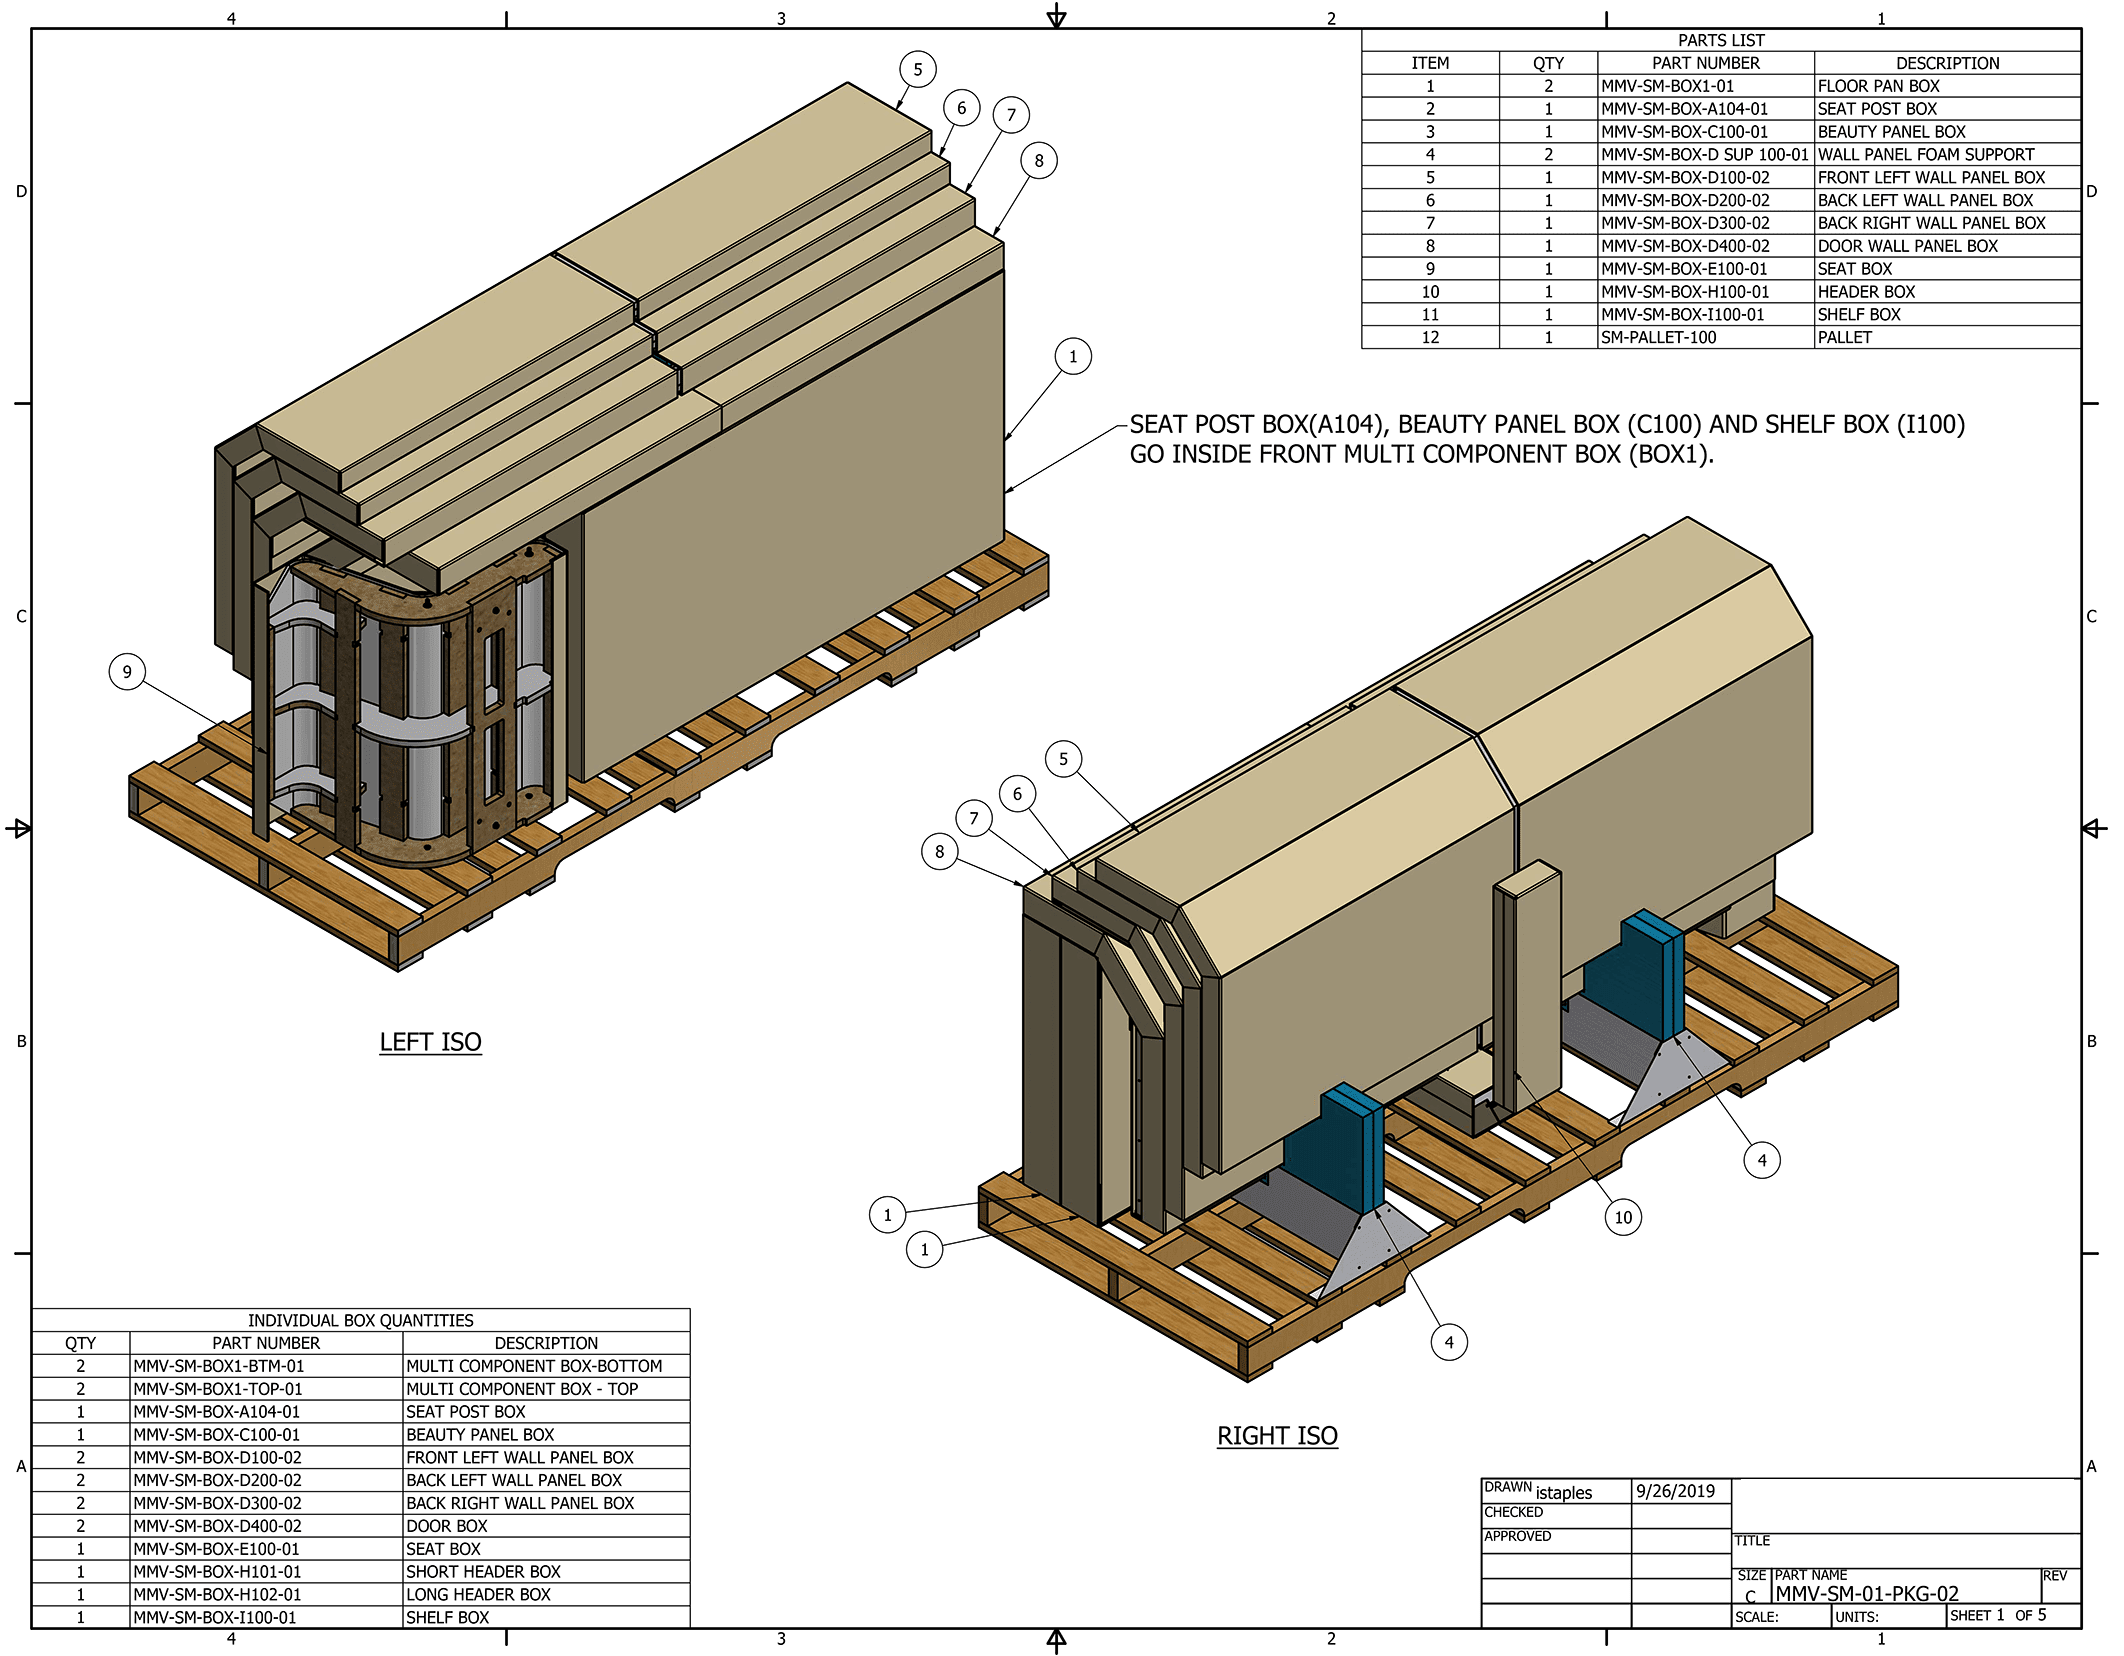 4 3 2 1
PARTS LIST
ITEM QTY PART NUMBER DESCRIPTION
1 2 MMV-SM-BOX1-01 FLOOR PAN BOX
2 1 MMV-SM-BOX-A104-01 SEAT POST BOX
3 1 MMV-SM-BOX-C100-01 BEAUTY PANEL BOX
4 2 MMV-SM-BOX-D SUP 100-01 WALL PANEL FOAM SUPPORT
5 1 MMV-SM-BOX-D100-02 FRONT LEFT WALL PANEL BOX
6 1 MMV-SM-BOX-D200-02 BACK LEFT WALL PANEL BOX
7 1 MMV-SM-BOX-D300-02 BACK RIGHT WALL PANEL BOX
8 1 MMV-SM-BOX-D400-02 DOOR WALL PANEL BOX
9 1 MMV-SM-BOX-E100-01 SEAT BOX
10 1 MMV-SM-BOX-H100-01 HEADER BOX
11 1 MMV-SM-BOX-I100-01 SHELF BOX
12 1 SM-PALLET-100 PALLET
5
6
7
8
D D
1
SEAT POST BOX(A104), BEAUTY PANEL BOX (C100) AND SHELF BOX (I100)
GO INSIDE FRONT MULTI COMPONENT BOX (BOX1).
C C
9
LEFT ISO
5
6
7
8
B B
4
10
1
1
4
RIGHT ISO
INDIVIDUAL BOX QUANTITIES
QTY PART NUMBER DESCRIPTION
2 MMV-SM-BOX1-BTM-01 MULTI COMPONENT BOX-BOTTOM
2 MMV-SM-BOX1-TOP-01 MULTI COMPONENT BOX - TOP
1 MMV-SM-BOX-A104-01 SEAT POST BOX
1 MMV-SM-BOX-C100-01 BEAUTY PANEL BOX
2 MMV-SM-BOX-D100-02 FRONT LEFT WALL PANEL BOX
2 MMV-SM-BOX-D200-02 BACK LEFT WALL PANEL BOX
2 MMV-SM-BOX-D300-02 BACK RIGHT WALL PANEL BOX
2 MMV-SM-BOX-D400-02 DOOR BOX
1 MMV-SM-BOX-E100-01 SEAT BOX
1 MMV-SM-BOX-H101-01 SHORT HEADER BOX
1 MMV-SM-BOX-H102-01 LONG HEADER BOX
1 MMV-SM-BOX-I100-01 SHELF BOX
A A
DRAWN istaples 9/26/2019
CHECKED
APPROVED
TITLE
SIZE PART NAME REV
C MMV-SM-01-PKG-02
SCALE: UNITS: SHEET 1 OF 5
4 3 2 1